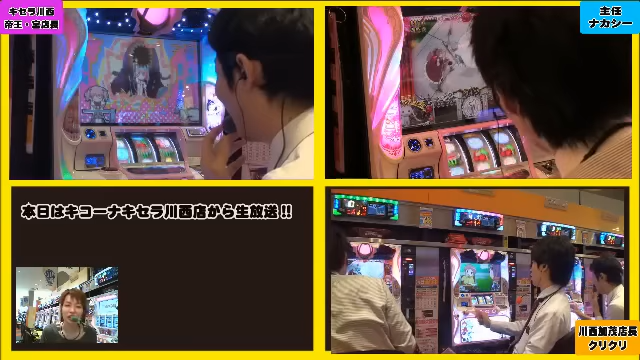 キセラ川西
帝王・宮店長
主任
ナカシー
本日はキコーナキセラ川西店から生放送!!
川西加茂店長
クリクリ